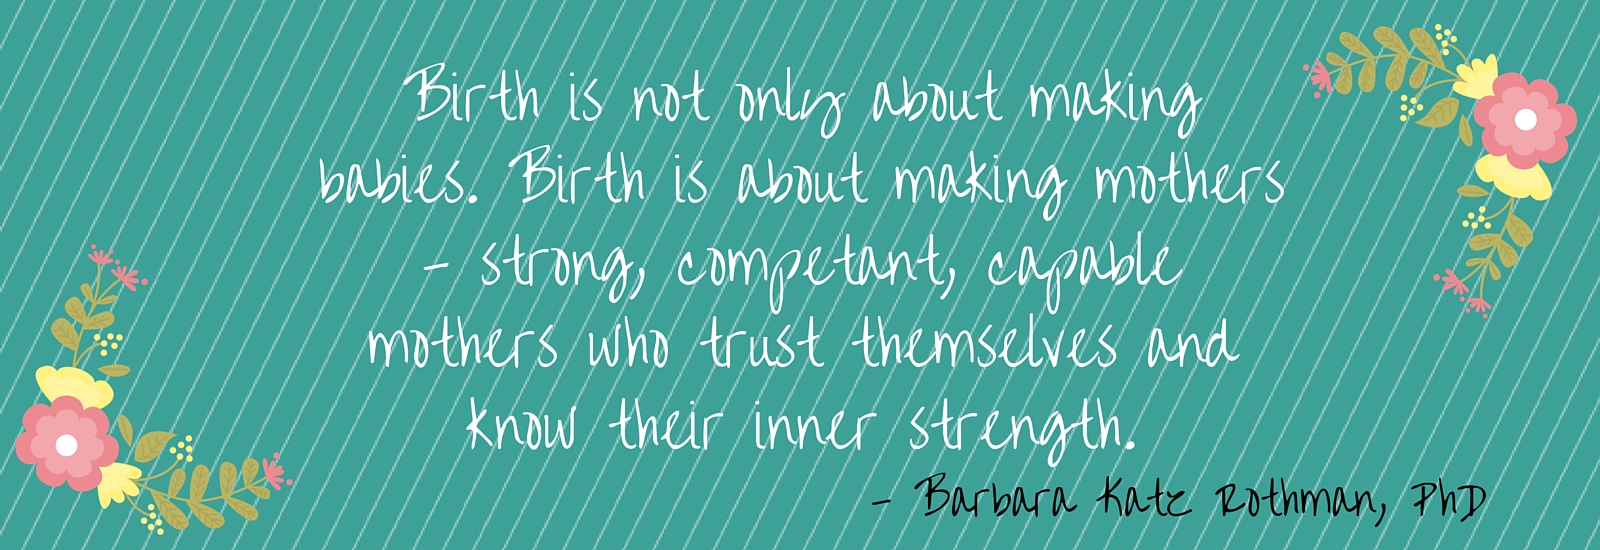 Birth is not only about making
babies. Birth is about making mothers
- strong, competant, capable
mothers who trust themselves and
know their inner strength.
- Barbara Katz Rothman, PhD